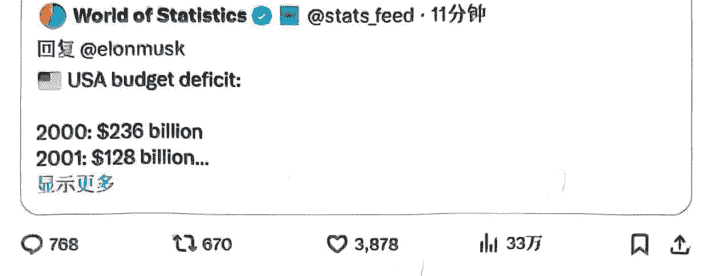 World of Statistics @stats_feed · 11分钟
回复 @elonmusk
USA budget deficit:
2000: $236 billion
2001: $128 billion...
显示更多
768 670 3,878 33万